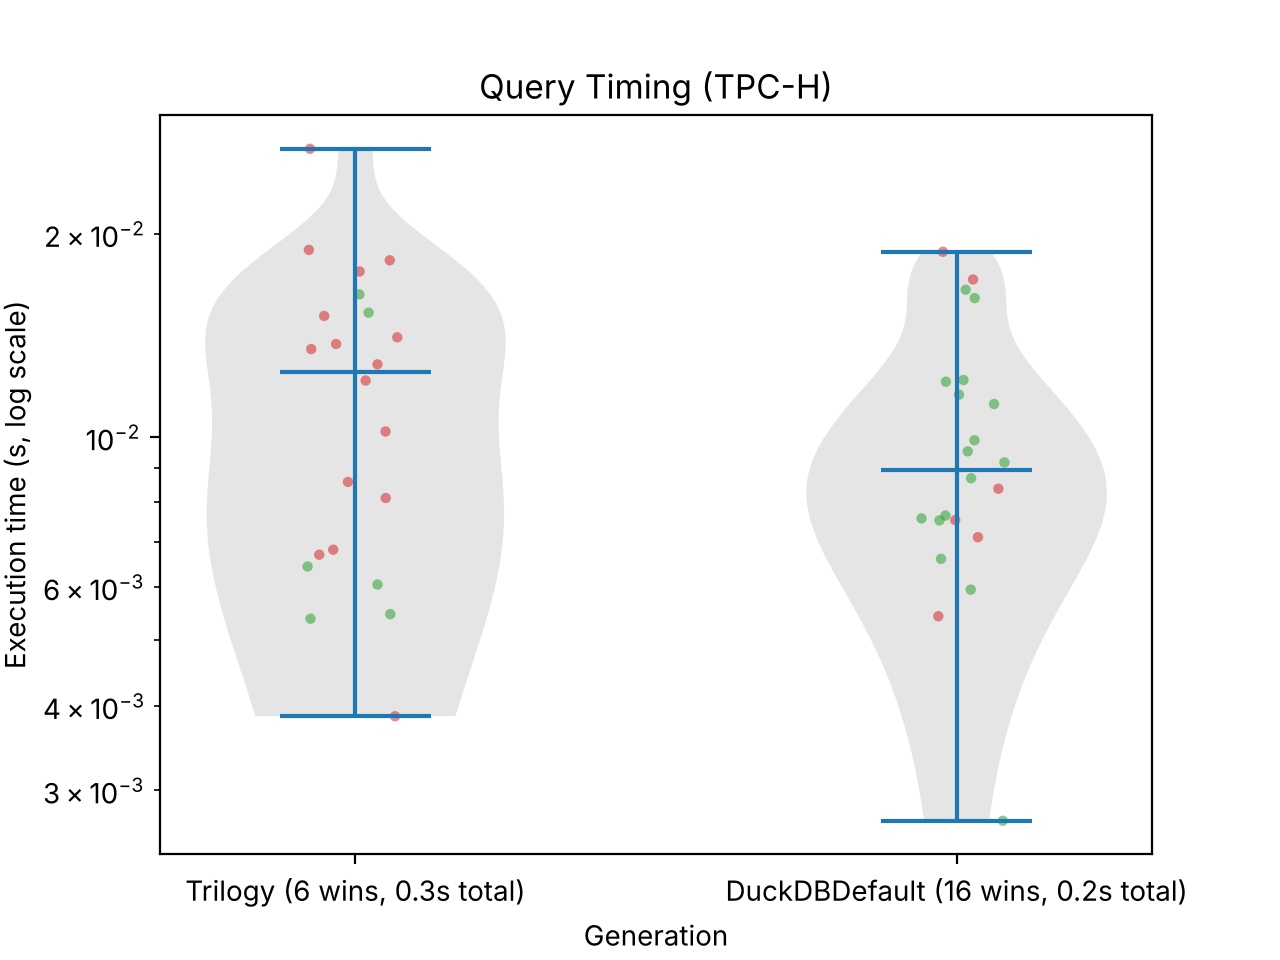 Query Timing (TPC-H)
Execution time (s, log scale)
2 × 10⁻²
10⁻²
6 × 10⁻³
4 × 10⁻³
3 × 10⁻³
Trilogy (6 wins, 0.3s total)
DuckDBDefault (16 wins, 0.2s total)
Generation